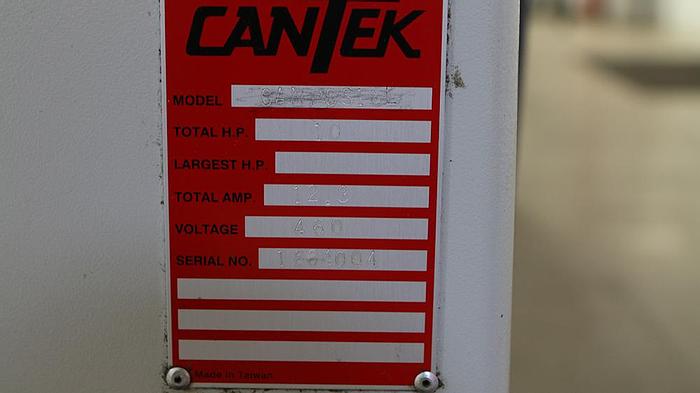 CANTEK
MODEL
TOTAL H.P. 10
LARGEST H.P.
TOTAL AMP. 12.3
VOLTAGE 460
SERIAL NO.
Made in Taiwan